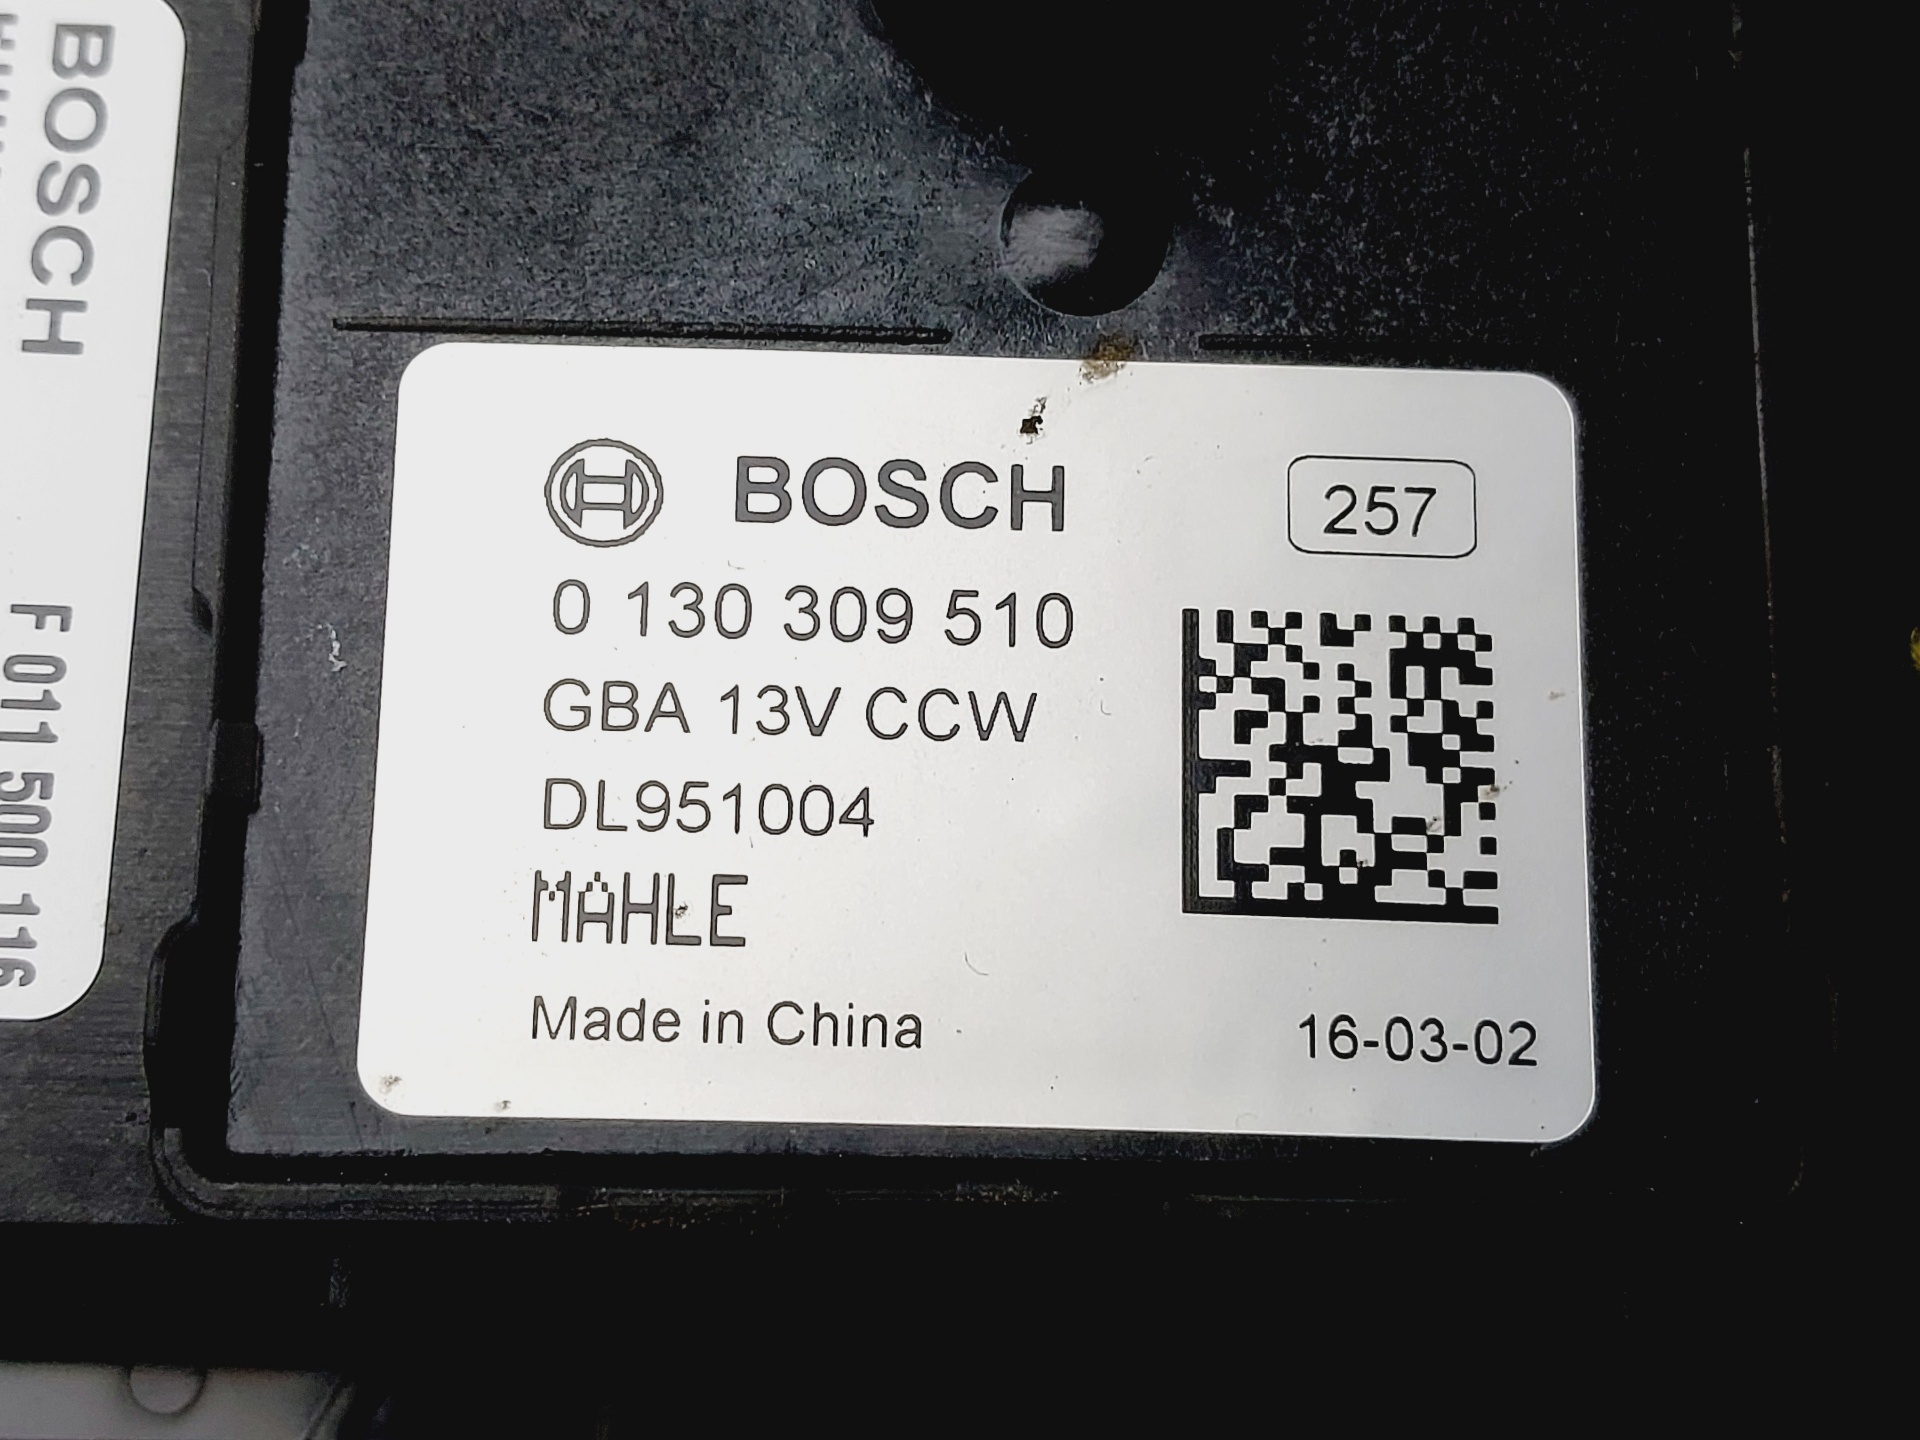 BOSCH
F 011 500 116
BOSCH
257
0 130 309 510
GBA 13V CCW
DL951004
MAHLE
Made in China
16-03-02